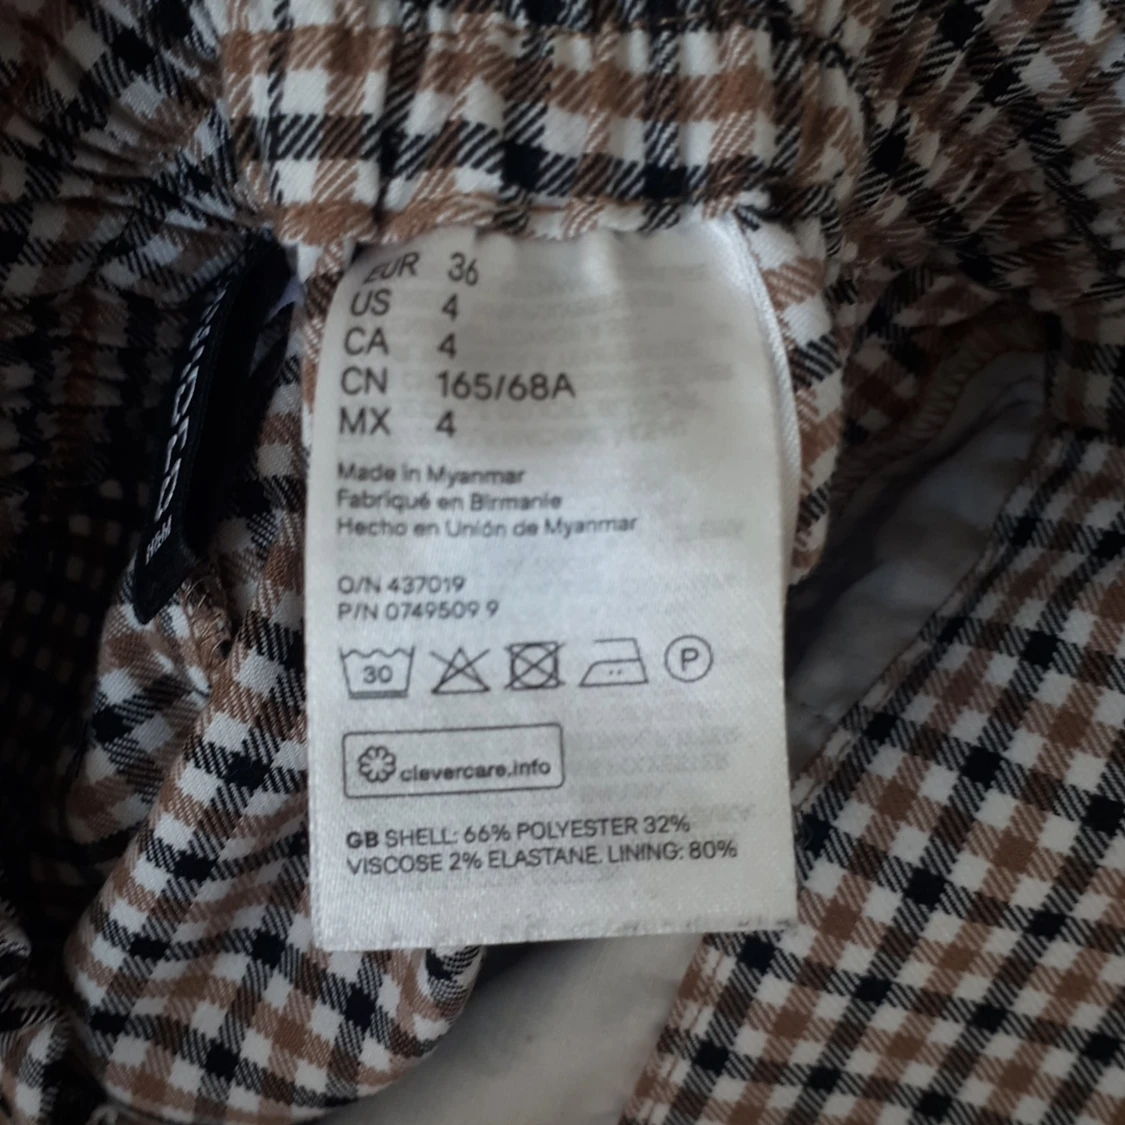 EUR 36
US 4
CA 4
CN 165/68A
MX 4
Made in Myanmar
Fabriqué en Birmanie
Hecho en Unión de Myanmar
O/N 437019
P/N 0749509 9
30
P
clevercare.info
GB SHELL: 66% POLYESTER 32%
VISCOSE 2% ELASTANE. LINING: 80%